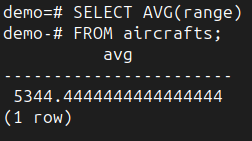 demo=# SELECT AVG(range)
demo-# FROM aircrafts;
          avg
-----------------------
 5344.4444444444444444
(1 row)